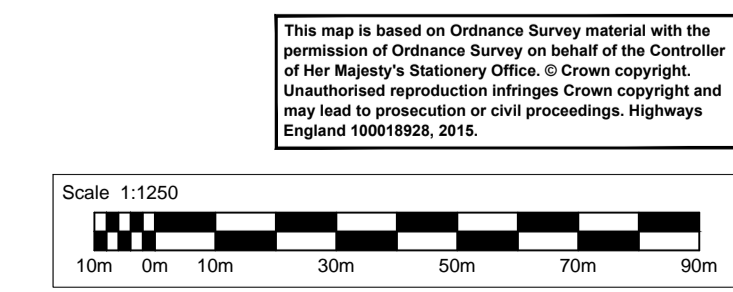 This map is based on Ordnance Survey material with the
permission of Ordnance Survey on behalf of the Controller
of Her Majesty's Stationery Office. © Crown copyright.
Unauthorised reproduction infringes Crown copyright and
may lead to prosecution or civil proceedings. Highways
England 100018928, 2015.
Scale 1:1250
10m 0m 10m 30m 50m 70m 90m